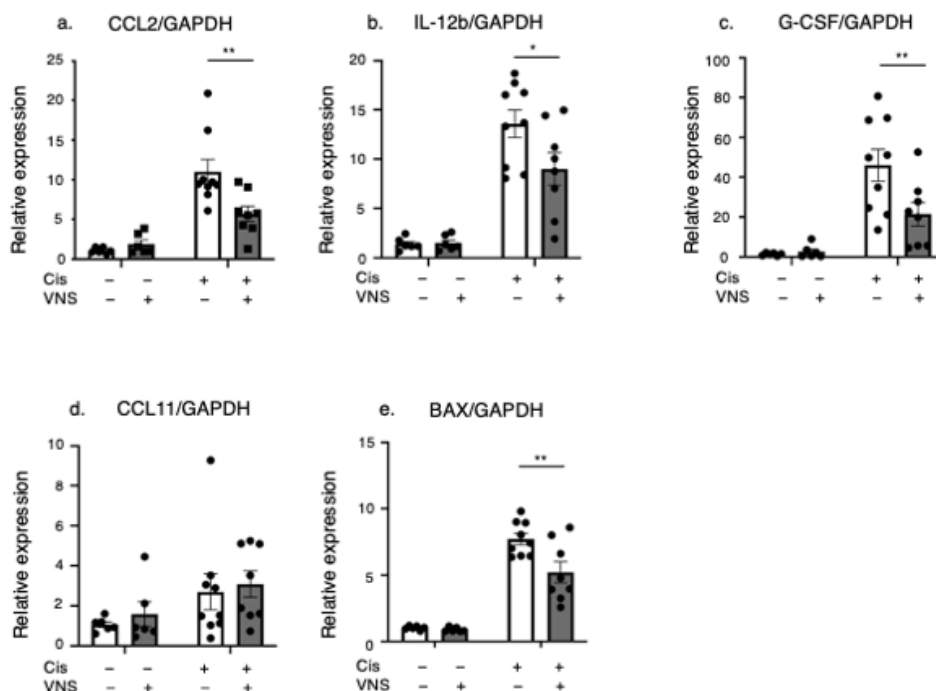 a. CCL2/GAPDH
**
Relative expression
25
20
15
10
5
0
Cis – – + +
VNS – + – +
b. IL-12b/GAPDH
*
Relative expression
20
15
10
5
0
Cis – – + +
VNS – + – +
c. G-CSF/GAPDH
**
Relative expression
100
80
60
40
20
0
Cis – – + +
VNS – + – +
d. CCL11/GAPDH
Relative expression
10
8
6
4
2
0
Cis – – + +
VNS – + – +
e. BAX/GAPDH
**
Relative expression
15
10
5
0
Cis – – + +
VNS – + – +